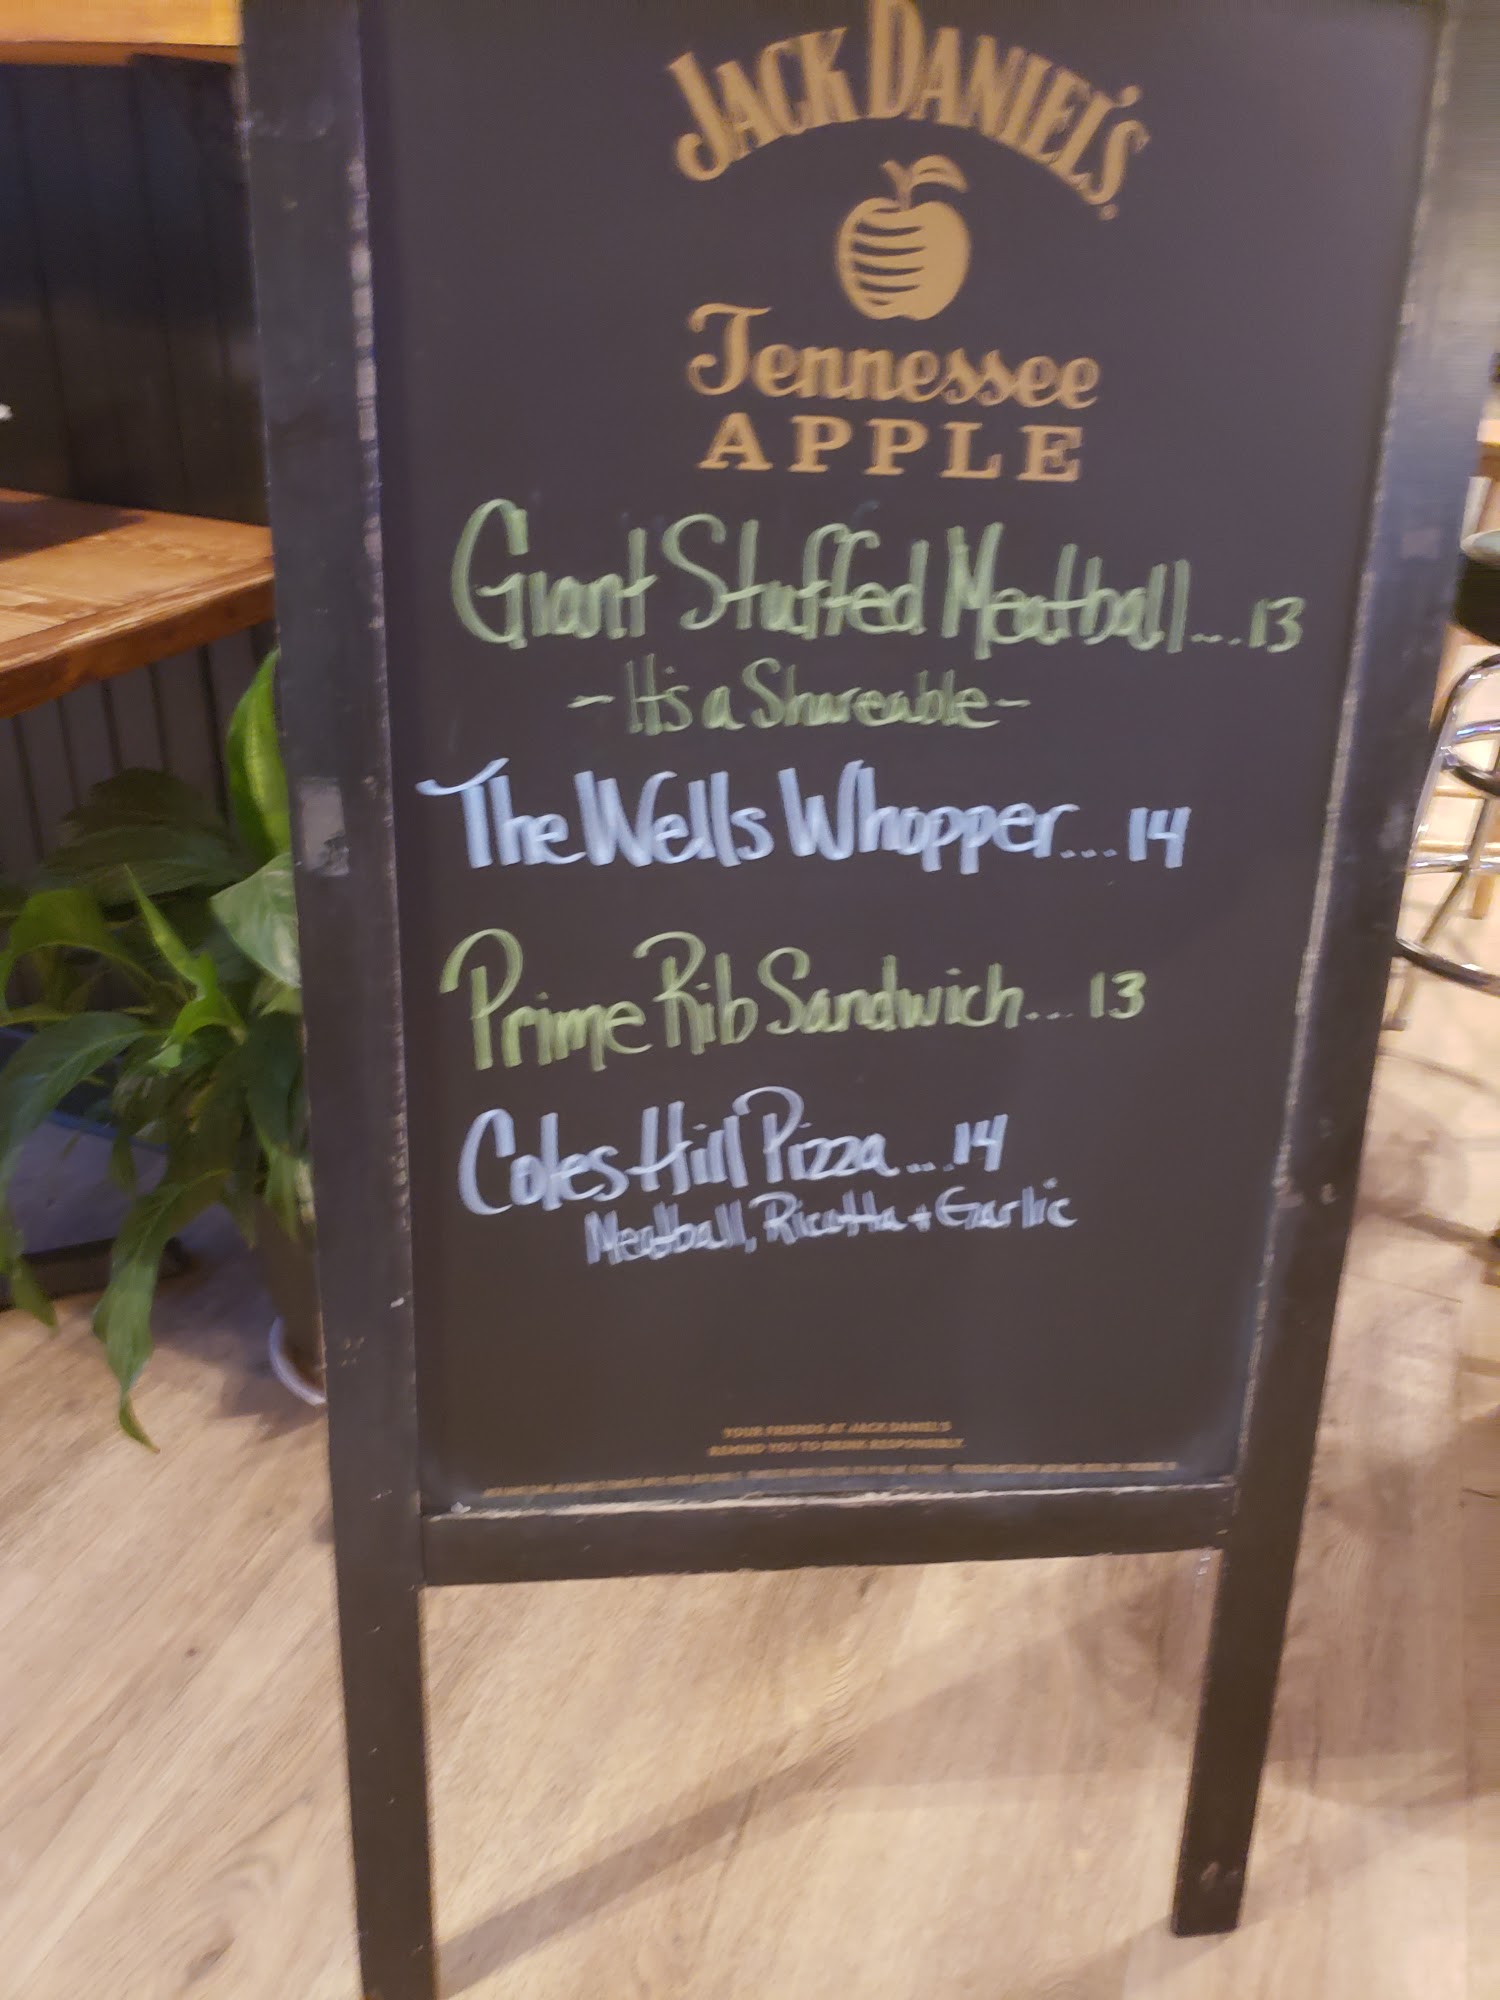 JACK DANIEL'S
Tennessee
APPLE
Giant Stuffed Meatball...13
- It's a Shareable -
The Wells Whopper...14
Prime Rib Sandwich...13
Coles Hill Pizza...14
Meatball, Ricotta + Garlic
YOUR FRIENDS AT JACK DANIEL'S
REMIND YOU TO DRINK RESPONSIBLY.